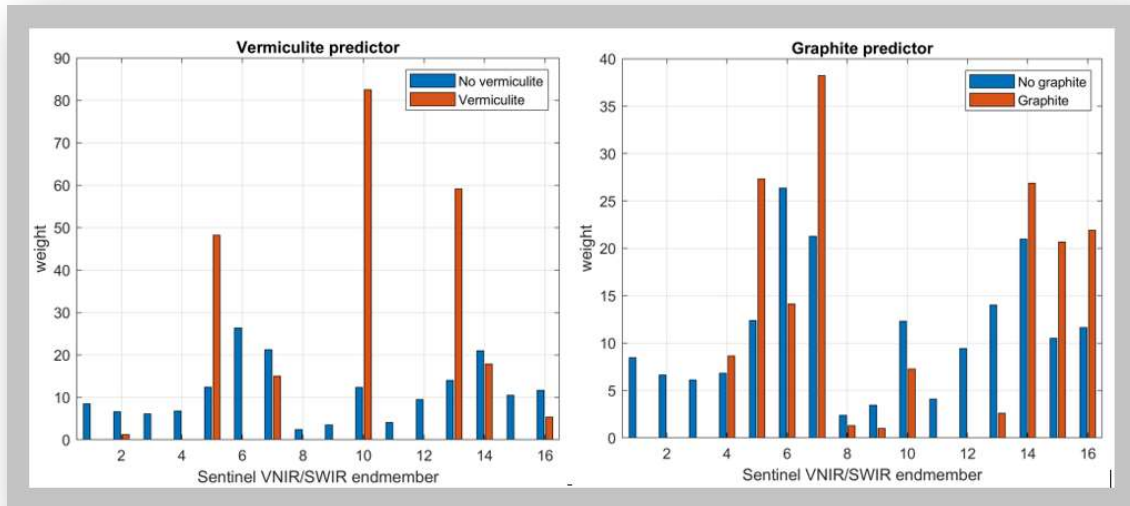 Vermiculite predictor
90
80
70
60
50
40
30
20
10
0
weight
No vermiculite
Vermiculite
2 4 6 8 10 12 14 16
Sentinel VNIR/SWIR endmember
Graphite predictor
40
35
30
25
20
15
10
5
0
weight
No graphite
Graphite
2 4 6 8 10 12 14 16
Sentinel VNIR/SWIR endmember